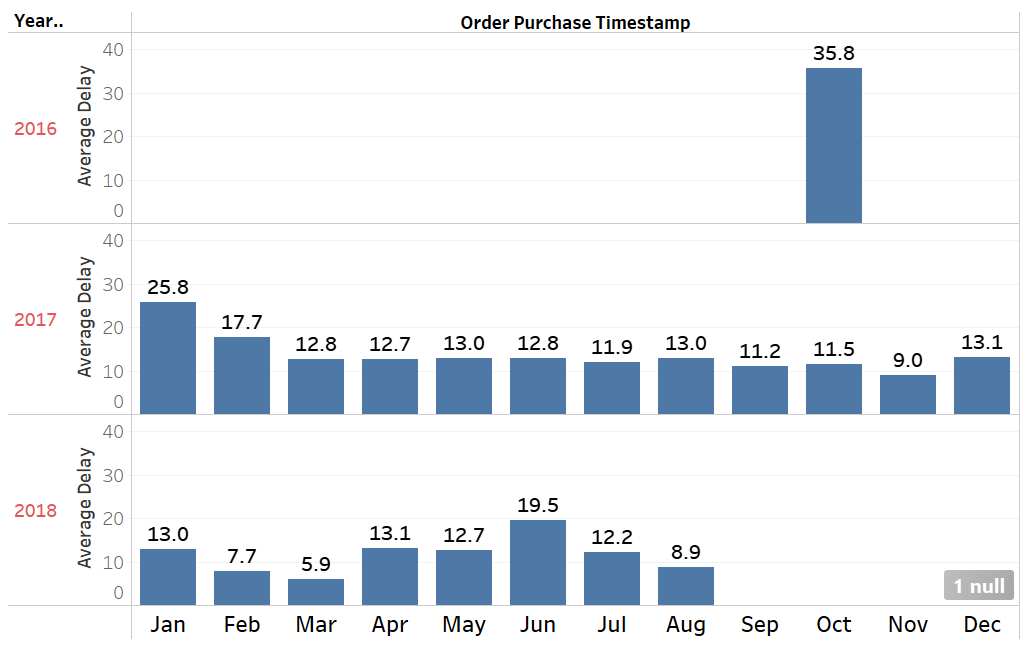 Year.. Order Purchase Timestamp
2016
Average Delay
40
30
20
10
0
35.8
2017
Average Delay
40
30
20
10
0
25.8 17.7 12.8 12.7 13.0 12.8 11.9 13.0 11.2 11.5 9.0 13.1
2018
Average Delay
40
30
20
10
0
13.0 7.7 5.9 13.1 12.7 19.5 12.2 8.9
1 null
Jan Feb Mar Apr May Jun Jul Aug Sep Oct Nov Dec